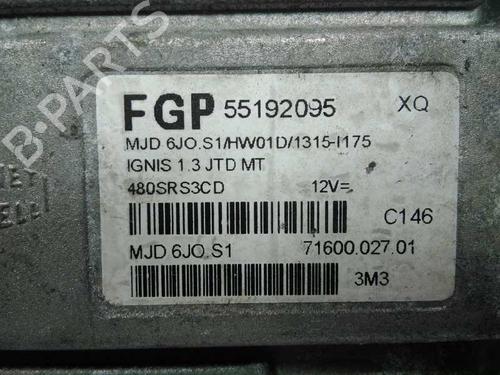 FGP 55192095 XQ
MJD 6JO.S1/HW01D/1315-I175
IGNIS 1.3 JTD MT
480SRS3CD 12V=
C146
MJD 6JO.S1 71600.027.01
3M3
B-PARTS